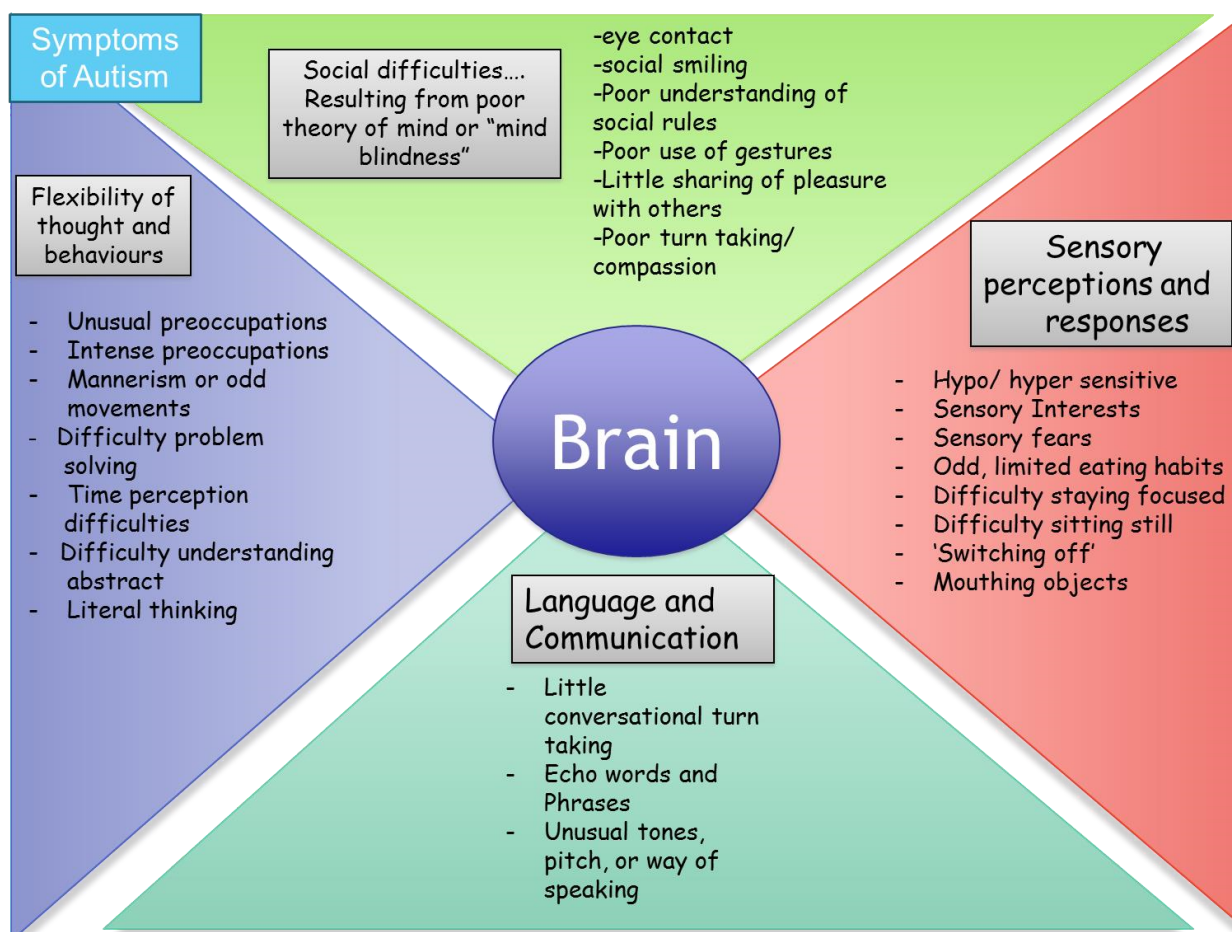 Symptoms
of Autism
Social difficulties….
Resulting from poor
theory of mind or “mind
blindness”
-eye contact
-social smiling
-Poor understanding of
social rules
-Poor use of gestures
-Little sharing of pleasure
with others
-Poor turn taking/
compassion
Flexibility of
thought and
behaviours
- Unusual preoccupations
- Intense preoccupations
- Mannerism or odd
movements
- Difficulty problem
solving
- Time perception
difficulties
- Difficulty understanding
abstract
- Literal thinking
Brain
Sensory
perceptions and
responses
- Hypo/ hyper sensitive
- Sensory Interests
- Sensory fears
- Odd, limited eating habits
- Difficulty staying focused
- Difficulty sitting still
- ‘Switching off’
- Mouthing objects
Language and
Communication
- Little
conversational turn
taking
- Echo words and
Phrases
- Unusual tones,
pitch, or way of
speaking